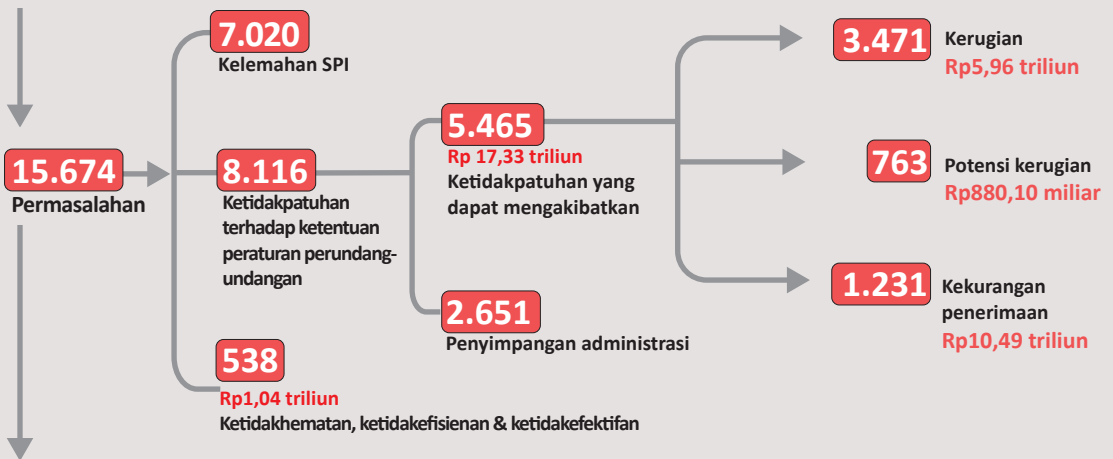 15.674
Permasalahan
7.020
Kelemahan SPI
8.116
Ketidakpatuhan
terhadap ketentuan
peraturan perundang-
undangan
538
Rp1,04 triliun
Ketidakhematan, ketidakefisienan & ketidakefektifan
5.465
Rp 17,33 triliun
Ketidakpatuhan yang
dapat mengakibatkan
2.651
Penyimpangan administrasi
3.471
Kerugian
Rp5,96 triliun
763
Potensi kerugian
Rp880,10 miliar
1.231
Kekurangan
penerimaan
Rp10,49 triliun